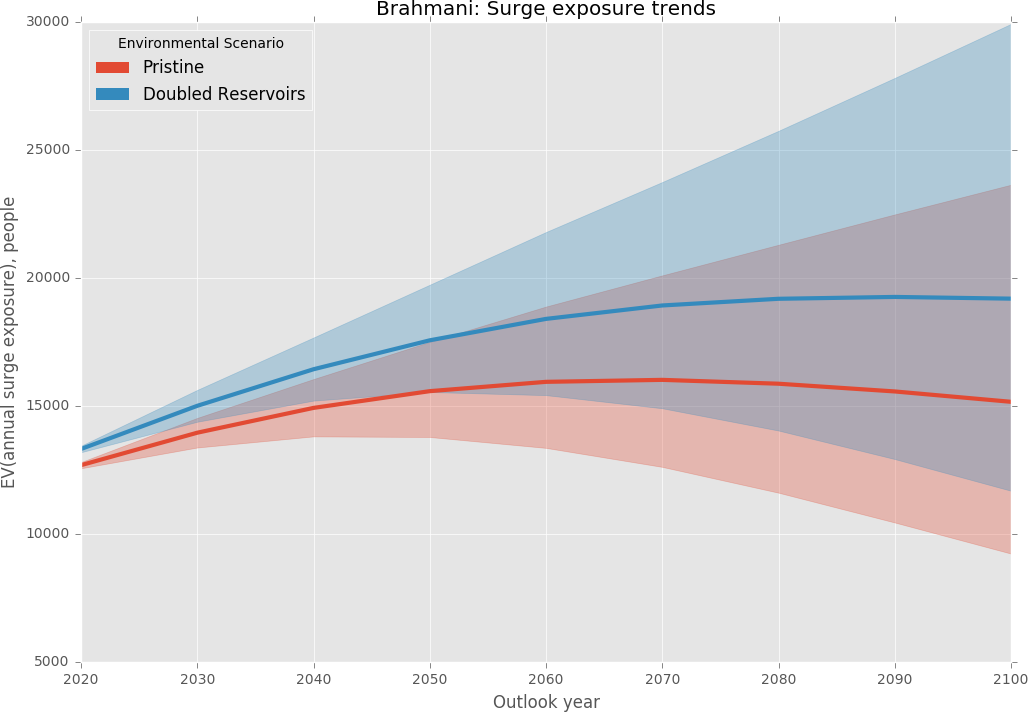 Brahmani: Surge exposure trends
Environmental Scenario
Pristine
Doubled Reservoirs
EV(annual surge exposure), people
30000
25000
20000
15000
10000
5000
2020 2030 2040 2050 2060 2070 2080 2090 2100
Outlook year